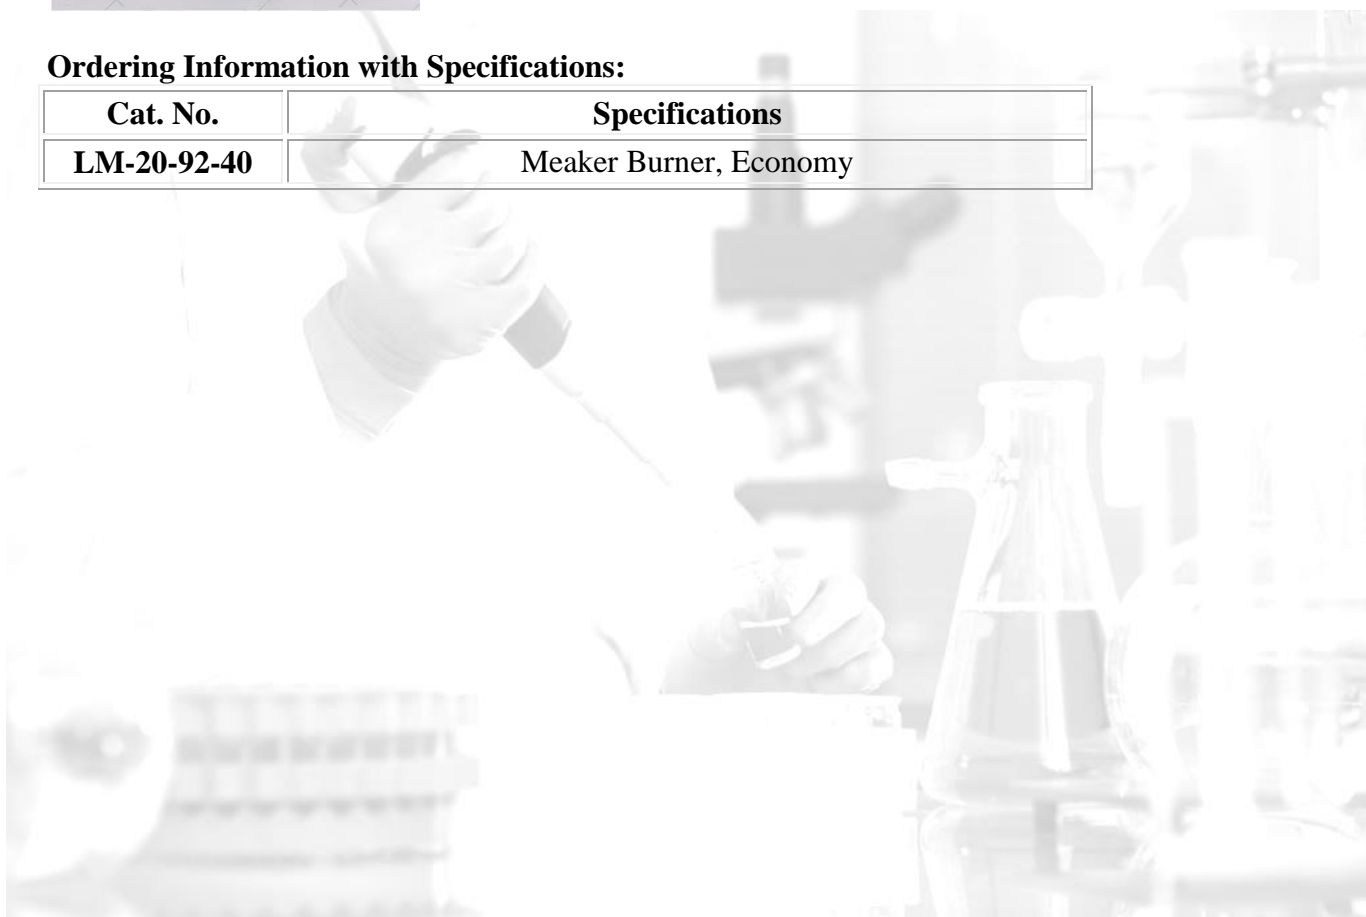 Ordering Information with Specifications:
Cat. No. Specifications
LM-20-92-40 Meaker Burner, Economy